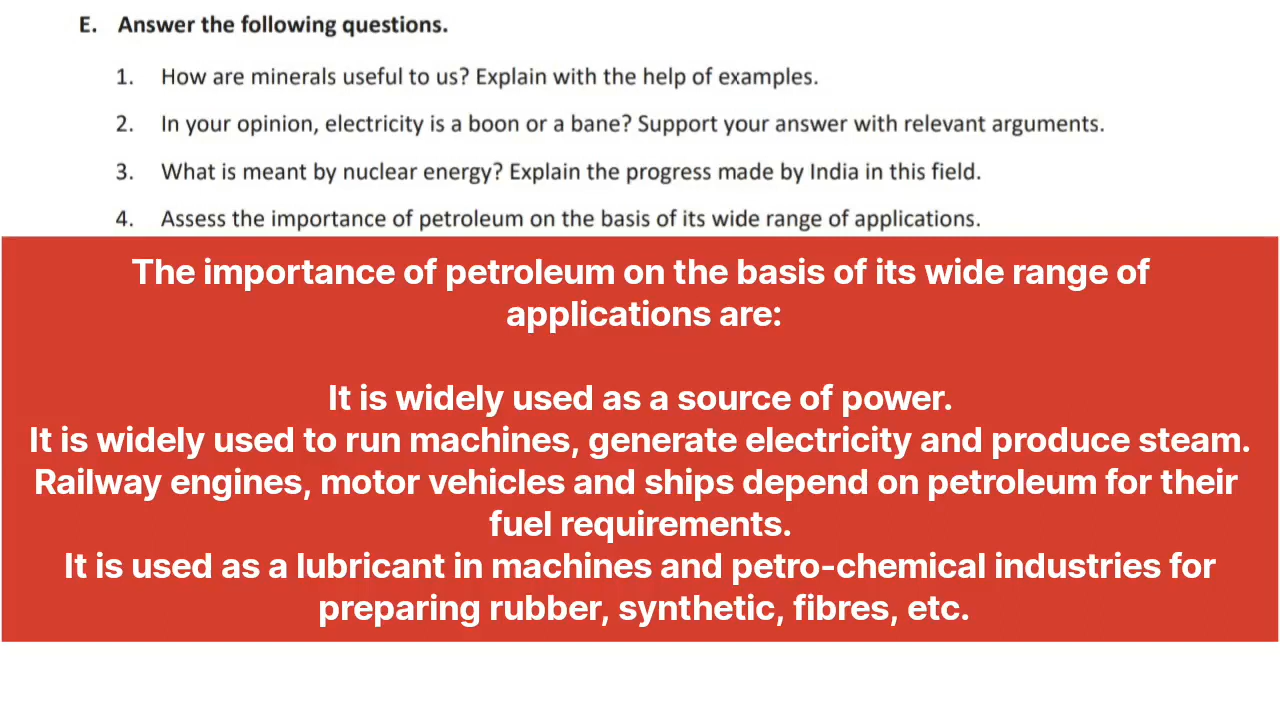 E. Answer the following questions.
1. How are minerals useful to us? Explain with the help of examples.
2. In your opinion, electricity is a boon or a bane? Support your answer with relevant arguments.
3. What is meant by nuclear energy? Explain the progress made by India in this field.
4. Assess the importance of petroleum on the basis of its wide range of applications.
The importance of petroleum on the basis of its wide range of
applications are:
It is widely used as a source of power.
It is widely used to run machines, generate electricity and produce steam.
Railway engines, motor vehicles and ships depend on petroleum for their
fuel requirements.
It is used as a lubricant in machines and petro-chemical industries for
preparing rubber, synthetic, fibres, etc.